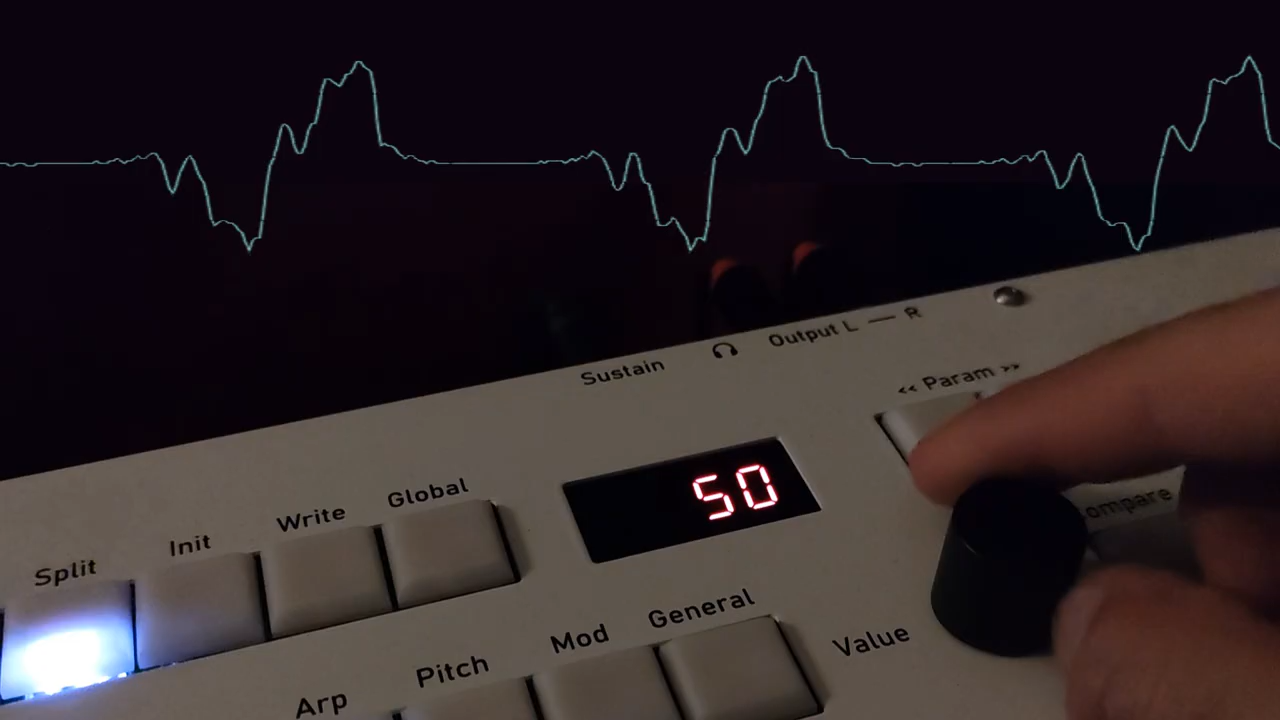 Sustain
Output L — R
<< Param >>
50
Global
Write
Init
Split
ompare
General
Mod
Value
Pitch
Arp